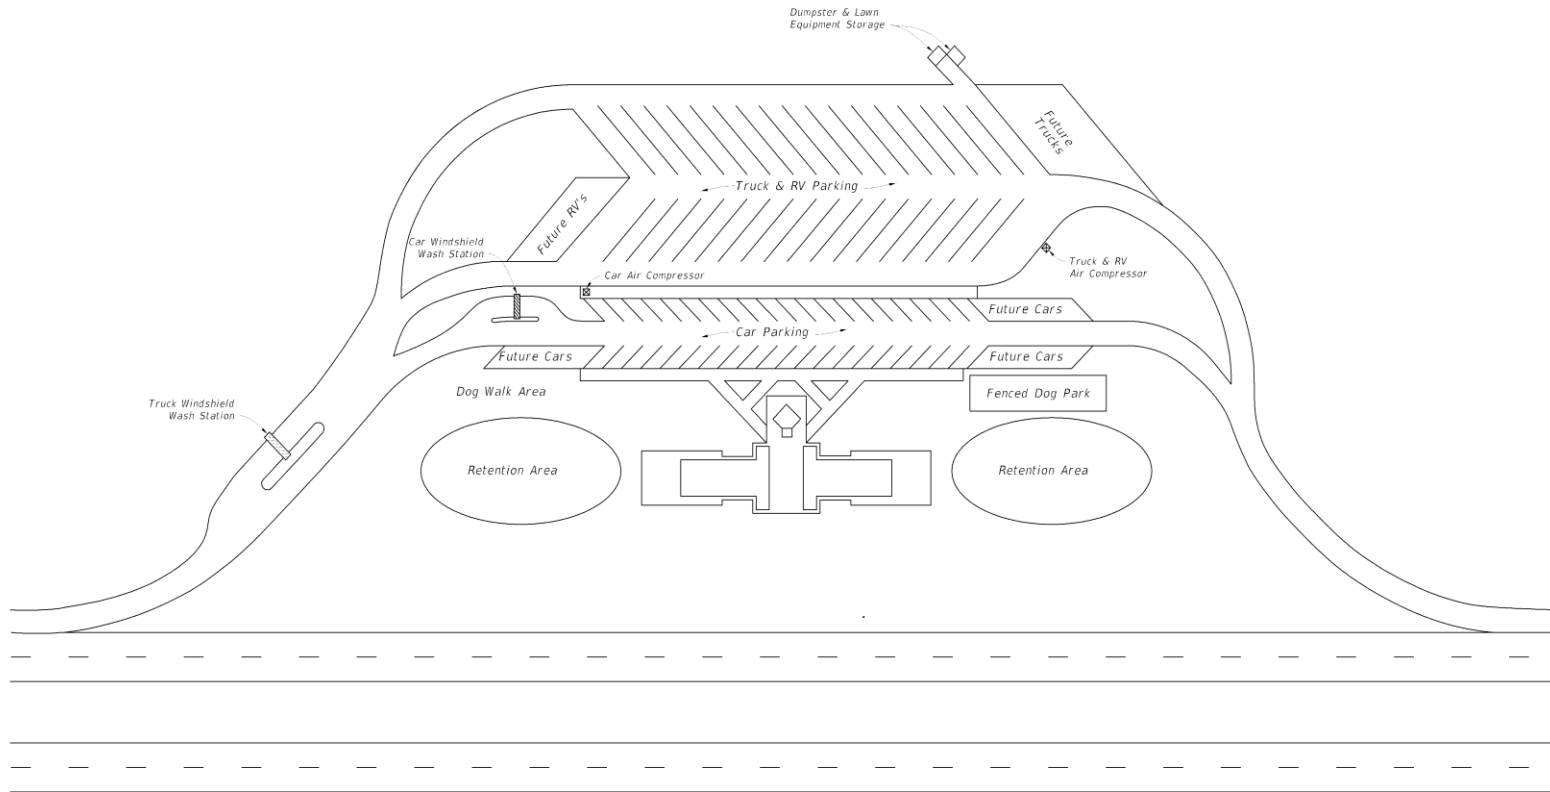 Dumpster & Lawn
Equipment Storage
Future
Trucks
Truck & RV Parking
Future RV's
Car Windshield
Wash Station
Truck & RV
Air Compressor
Car Air Compressor
Future Cars
Car Parking
Future Cars
Future Cars
Dog Walk Area
Fenced Dog Park
Truck Windshield
Wash Station
Retention Area
Retention Area